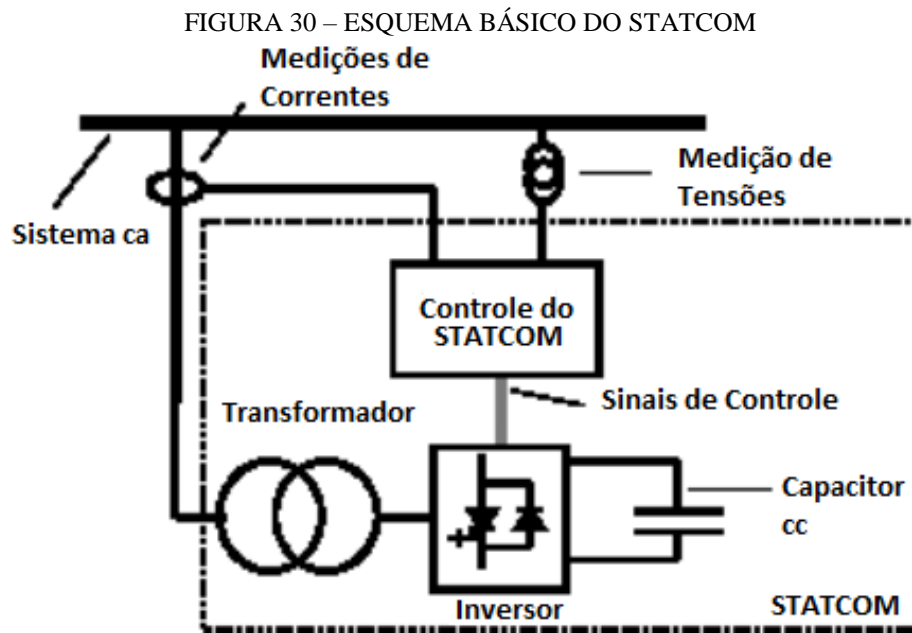 FIGURA 30 – ESQUEMA BÁSICO DO STATCOM
Medições de
Correntes
Medição de
Tensões
Sistema ca
Controle do
STATCOM
Sinais de Controle
Transformador
Capacitor
cc
Inversor
STATCOM